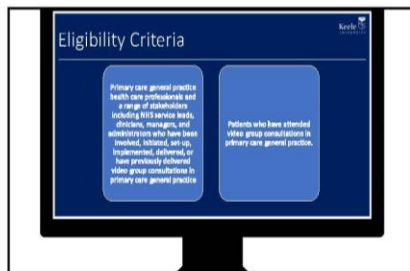 Keele
UNIVERSITY
Eligibility Criteria
Primary care general practice
health care professionals and
a range of stakeholders
including NHS service leads,
clinicians, managers, and
administrators who have been
involved, initiated, set-up,
implemented, delivered, or
have previously delivered
video group consultations in
primary care general practice
Patients who have attended
video group consultations in
primary care general practice.